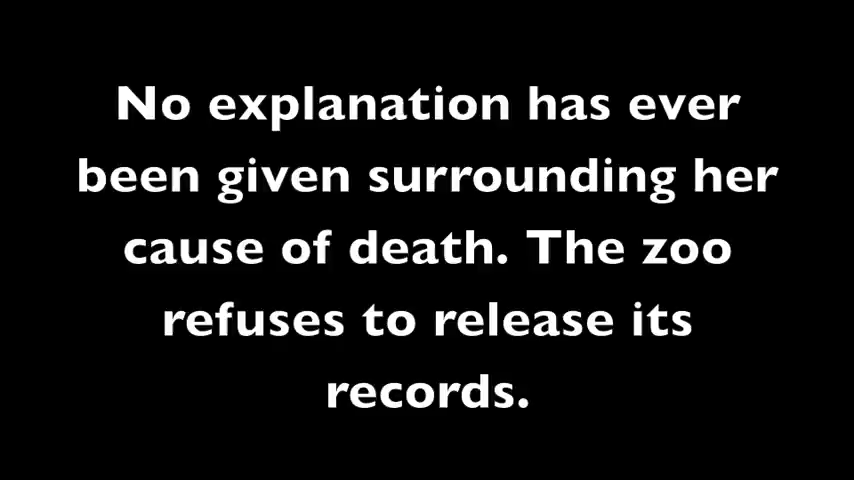 No explanation has ever
been given surrounding her
cause of death. The zoo
refuses to release its
records.